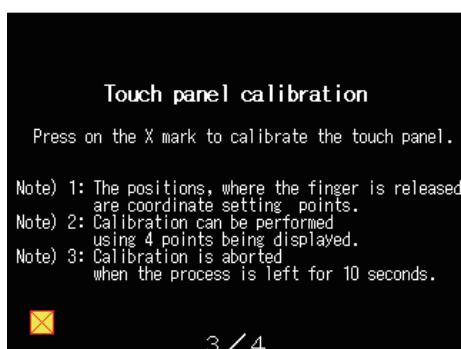 Touch panel calibration
Press on the X mark to calibrate the touch panel.
Note) 1: The positions, where the finger is released
are coordinate setting points.
Note) 2: Calibration can be performed
using 4 points being displayed.
Note) 3: Calibration is aborted
when the process is left for 10 seconds.
3/4